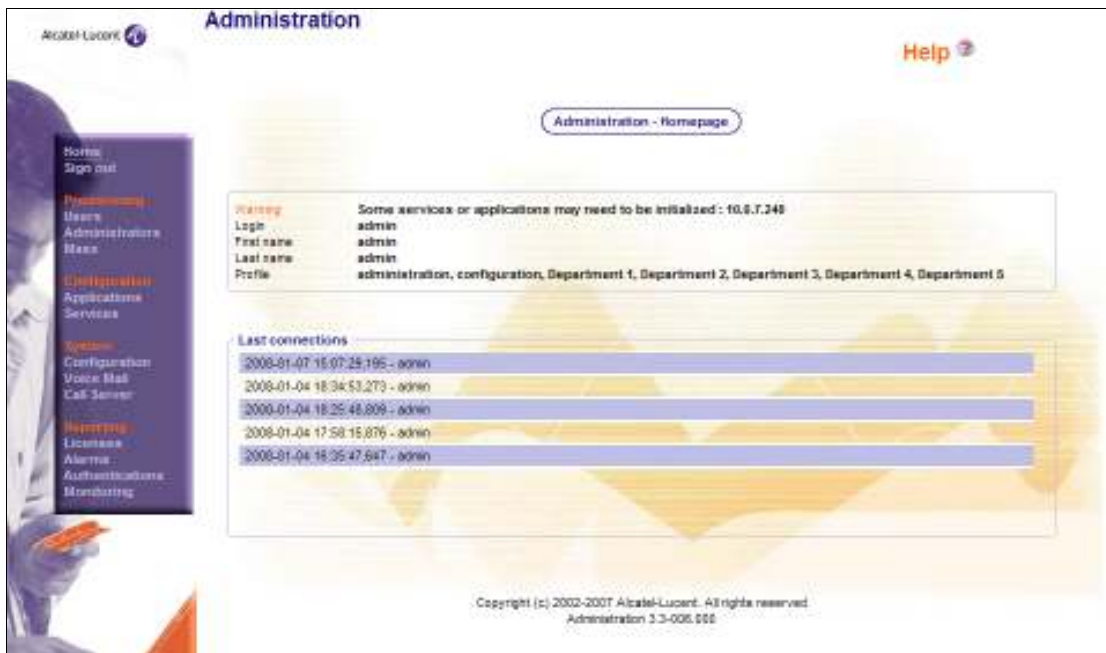 Alcatel-Lucent
Administration
Help ?
Administration - Homepage
Home
Sign out
Provisioning
Users
Administrators
Mass
Configuration
Applications
Services
System
Configuration
Voice Mail
Call Server
Reporting
Licenses
Alarms
Authentications
Monitoring
Warning Some services or applications may need to be initialized : 10.6.7.248
Login admin
First name admin
Last name admin
Profile administration, configuration, Department 1, Department 2, Department 3, Department 4, Department 5
Last connections
2008-01-07 15:07:29,195 - admin
2008-01-04 18:34:53,273 - admin
2008-01-04 18:25:48,809 - admin
2008-01-04 17:58:15,876 - admin
2008-01-04 16:35:47,647 - admin
Copyright (c) 2002-2007 Alcatel-Lucent. All rights reserved.
Administration 3.3-006.000